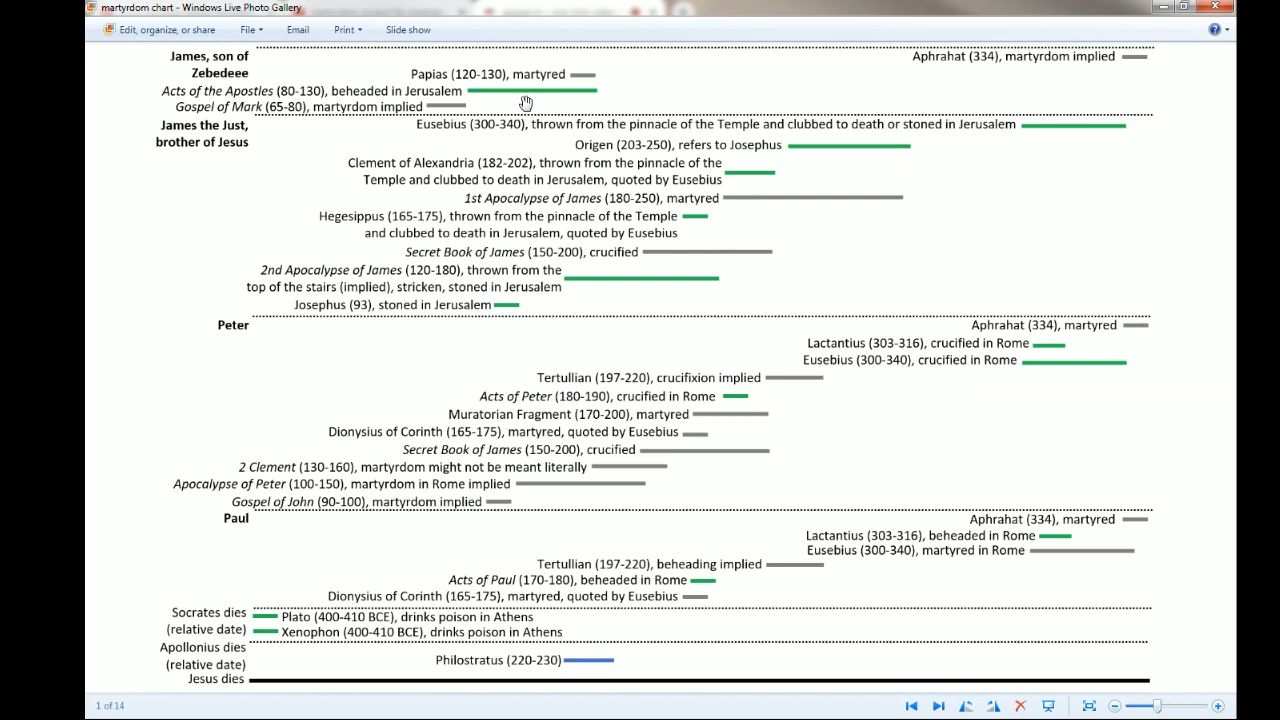 martyrdom chart - Windows Live Photo Gallery
Edit, organize, or share
File
Email
Print
Slide show
James, son of
Zebedeee
Aphrahat (334), martyrdom implied
Papias (120-130), martyred
Acts of the Apostles (80-130), beheaded in Jerusalem
Gospel of Mark (65-80), martyrdom implied
James the Just,
brother of Jesus
Eusebius (300-340), thrown from the pinnacle of the Temple and clubbed to death or stoned in Jerusalem
Origen (203-250), refers to Josephus
Clement of Alexandria (182-202), thrown from the pinnacle of the
Temple and clubbed to death in Jerusalem, quoted by Eusebius
1st Apocalypse of James (180-250), martyred
Hegesippus (165-175), thrown from the pinnacle of the Temple
and clubbed to death in Jerusalem, quoted by Eusebius
Secret Book of James (150-200), crucified
2nd Apocalypse of James (120-180), thrown from the
top of the stairs (implied), stricken, stoned in Jerusalem
Josephus (93), stoned in Jerusalem
Peter
Aphrahat (334), martyred
Lactantius (303-316), crucified in Rome
Eusebius (300-340), crucified in Rome
Tertullian (197-220), crucifixion implied
Acts of Peter (180-190), crucified in Rome
Muratorian Fragment (170-200), martyred
Dionysius of Corinth (165-175), martyred, quoted by Eusebius
Secret Book of James (150-200), crucified
2 Clement (130-160), martyrdom might not be meant literally
Apocalypse of Peter (100-150), martyrdom in Rome implied
Gospel of John (90-100), martyrdom implied
Paul
Aphrahat (334), martyred
Lactantius (303-316), beheaded in Rome
Eusebius (300-340), martyred in Rome
Tertullian (197-220), beheading implied
Acts of Paul (170-180), beheaded in Rome
Dionysius of Corinth (165-175), martyred, quoted by Eusebius
Socrates dies
(relative date)
Plato (400-410 BCE), drinks poison in Athens
Xenophon (400-410 BCE), drinks poison in Athens
Apollonius dies
(relative date)
Philostratus (220-230)
Jesus dies
1 of 14